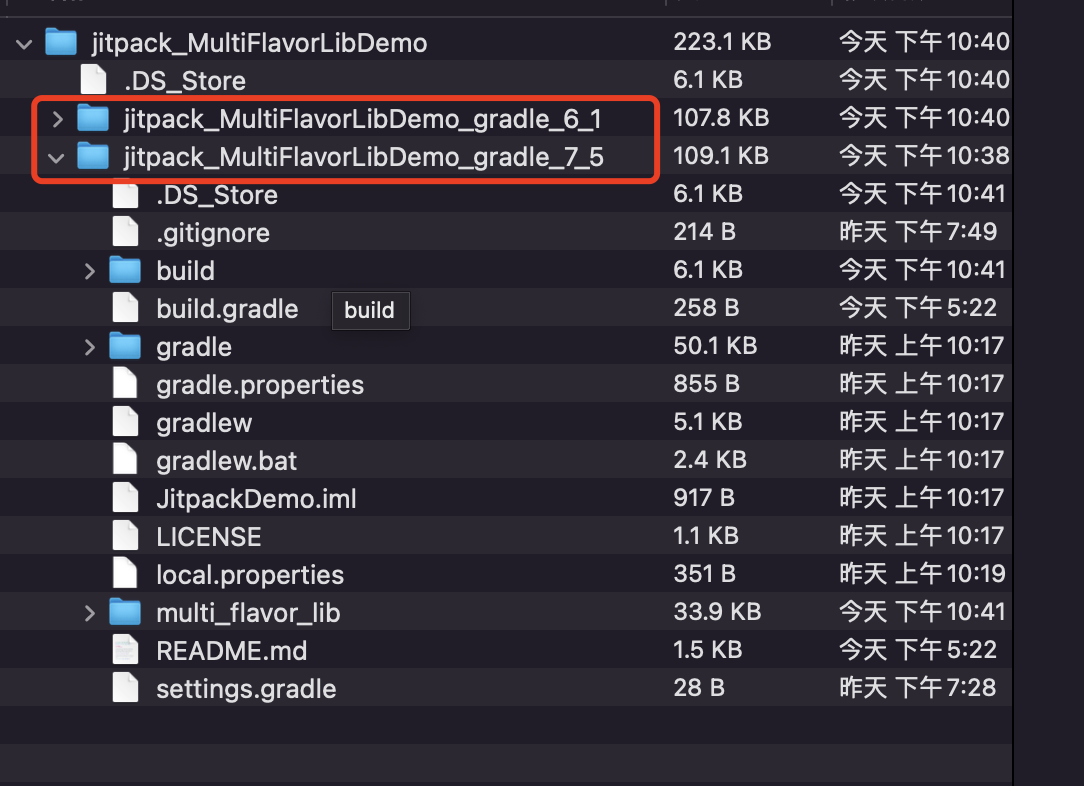 jitpack_MultiFlavorLibDemo 223.1 KB 今天 下午10:40
.DS_Store 6.1 KB 今天 下午10:40
jitpack_MultiFlavorLibDemo_gradle_6_1 107.8 KB 今天 下午10:40
jitpack_MultiFlavorLibDemo_gradle_7_5 109.1 KB 今天 下午10:38
.DS_Store 6.1 KB 今天 下午10:41
.gitignore 214 B 昨天 下午7:49
build 6.1 KB 今天 下午10:41
build.gradle build 258 B 今天 下午5:22
gradle 50.1 KB 昨天 上午10:17
gradle.properties 855 B 昨天 上午10:17
gradlew 5.1 KB 昨天 上午10:17
gradlew.bat 2.4 KB 昨天 上午10:17
JitpackDemo.iml 917 B 昨天 上午10:17
LICENSE 1.1 KB 昨天 上午10:17
local.properties 351 B 昨天 上午10:19
multi_flavor_lib 33.9 KB 今天 下午10:41
README.md 1.5 KB 今天 下午5:22
settings.gradle 28 B 昨天 下午7:28